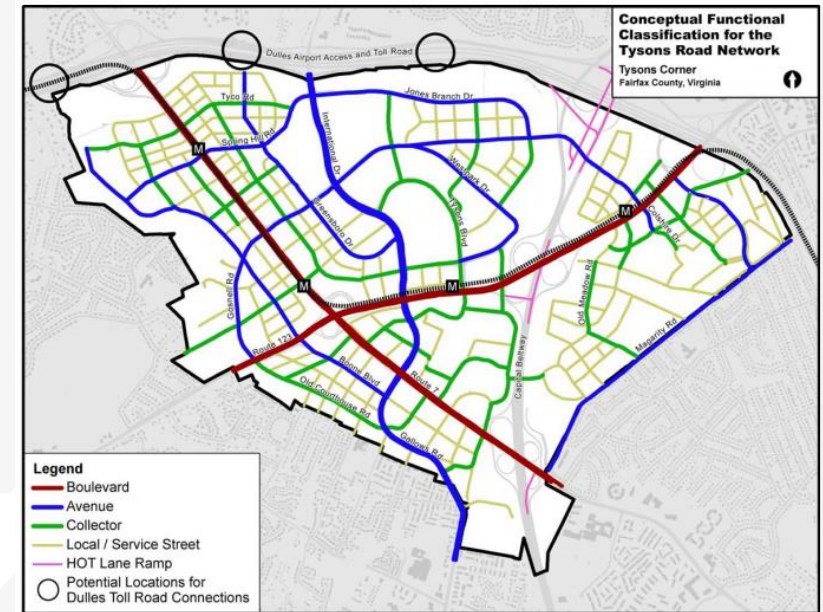 Conceptual Functional
Classification for the
Tysons Road Network
Tysons Corner
Fairfax County, Virginia
Dulles Airport Access and Toll Road
Tyco Rd
Jones Branch Dr
International Dr
Spring Hill Rd
M
Westpark Dr
Greensboro Dr
Tysons Blvd
M
Colshire Dr
Gosnell Rd
M
M
Old Meadow Rd
Route 123
Magarity Rd
Boone Blvd
Route 7
Capital Beltway
Old Courthouse Rd
Gallows Rd
Legend
Boulevard
Avenue
Collector
Local / Service Street
HOT Lane Ramp
Potential Locations for
Dulles Toll Road Connections